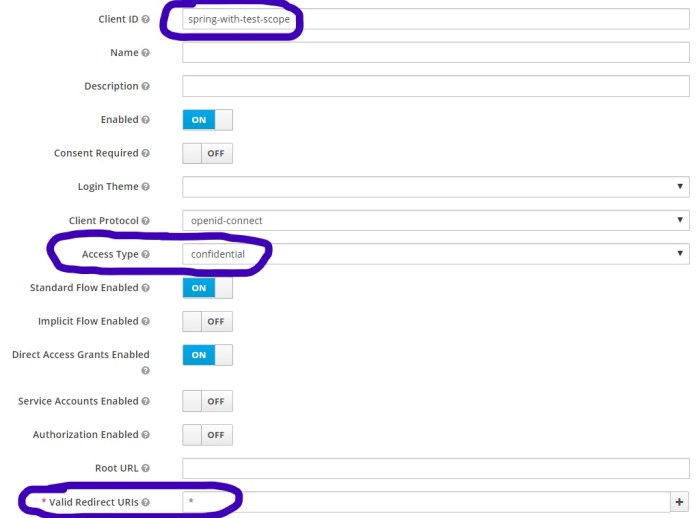 Client ID spring-with-test-scope
Name
Description
Enabled ON
Consent Required OFF
Login Theme
Client Protocol openid-connect
Access Type confidential
Standard Flow Enabled ON
Implicit Flow Enabled OFF
Direct Access Grants Enabled ON
Service Accounts Enabled OFF
Authorization Enabled OFF
Root URL
* Valid Redirect URIs * +